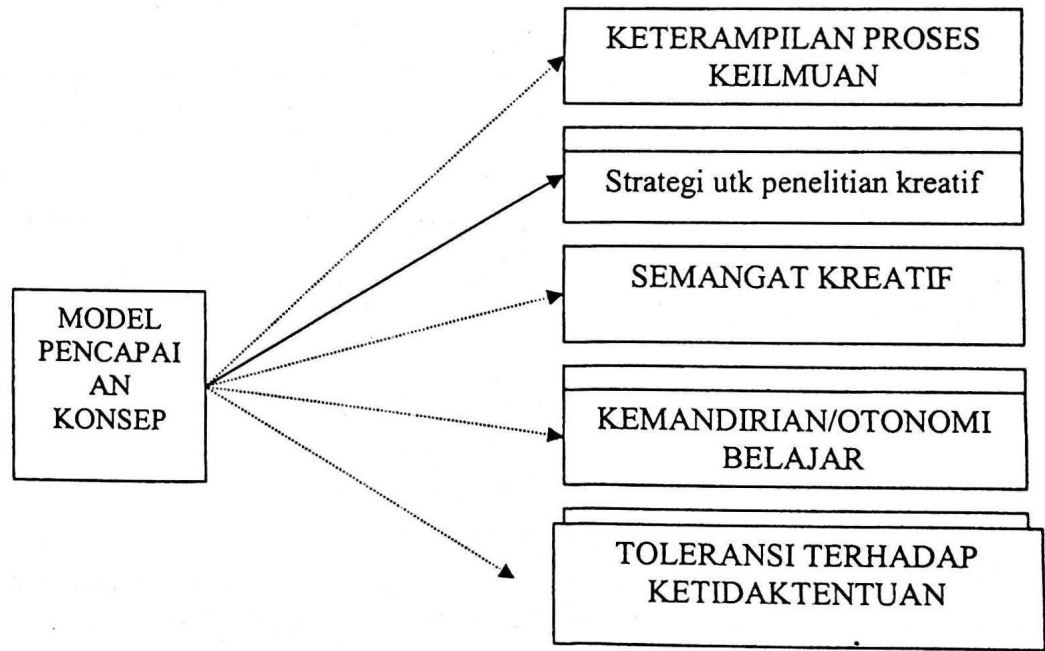 KETERAMPILAN PROSES
KEILMUAN
Strategi utk penelitian kreatif
SEMANGAT KREATIF
MODEL
PENCAPAI
AN
KONSEP
KEMANDIRIAN/OTONOMI
BELAJAR
TOLERANSI TERHADAP
KETIDAKTENTUAN